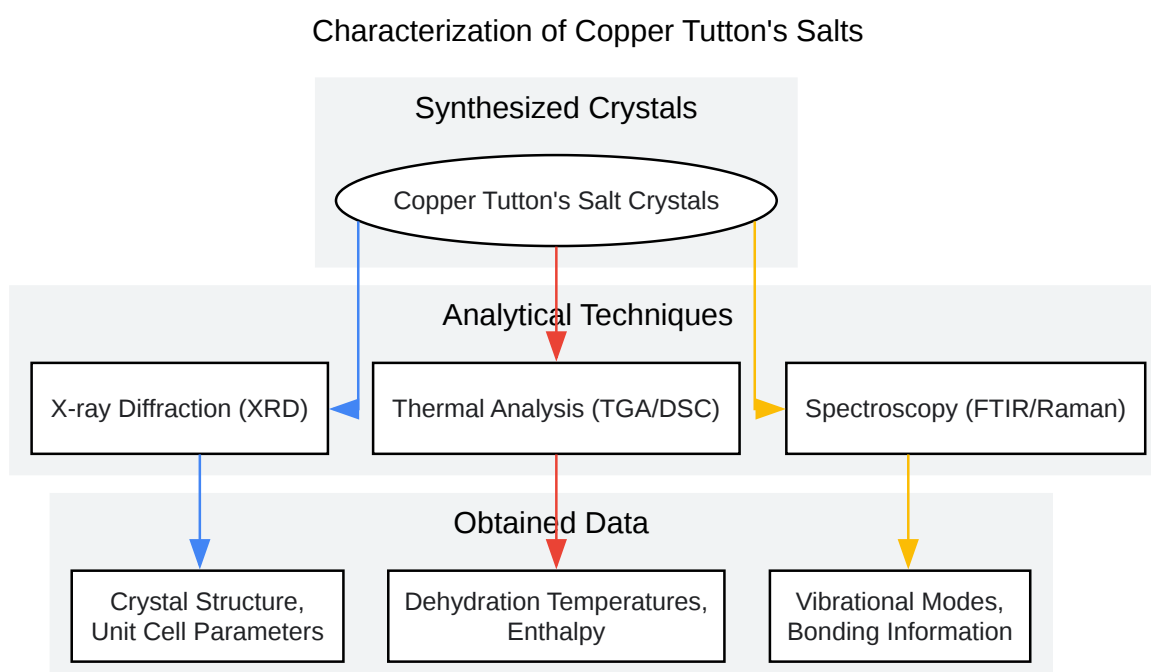 Characterization of Copper Tutton's Salts
Synthesized Crystals
Copper Tutton's Salt Crystals
Analytical Techniques
X-ray Diffraction (XRD)
Thermal Analysis (TGA/DSC)
Spectroscopy (FTIR/Raman)
Obtained Data
Crystal Structure,
Unit Cell Parameters
Dehydration Temperatures,
Enthalpy
Vibrational Modes,
Bonding Information